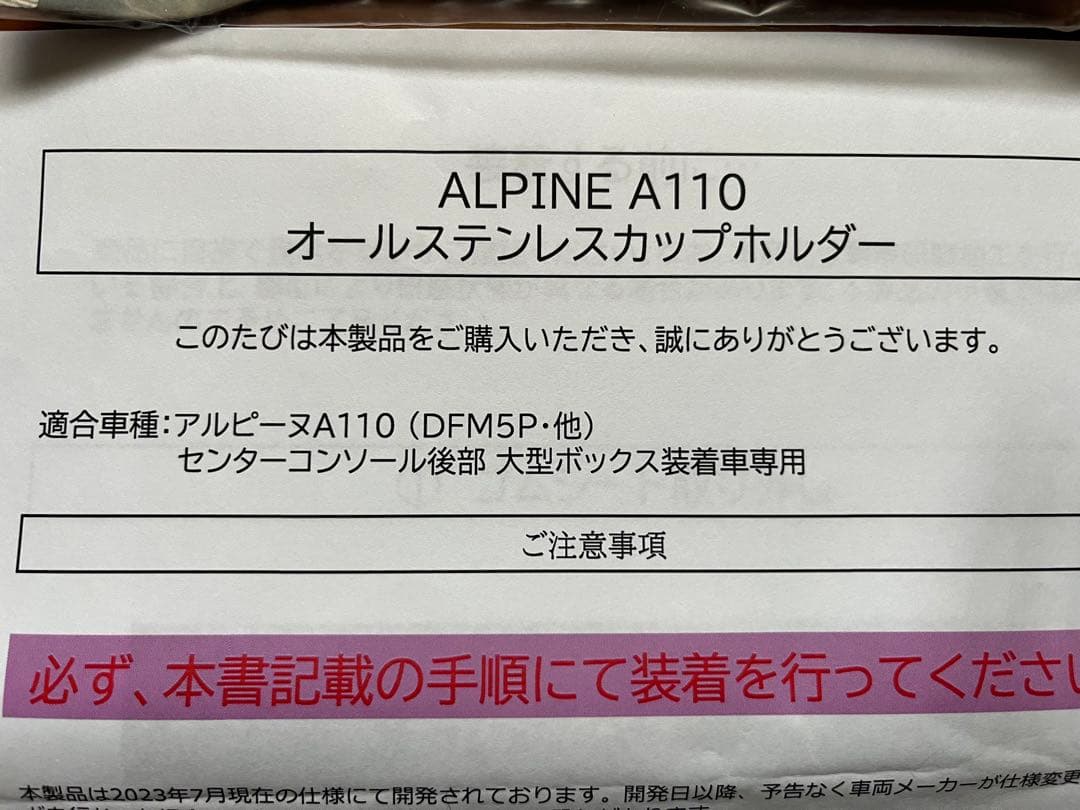 ALPINE A110
オールステンレスカップホルダー
このたびは本製品をご購入いただき、誠にありがとうございます。
適合車種：アルピーヌA110（DFM5P・他）
センターコンソール後部 大型ボックス装着車専用
ご注意事項
必ず、本書記載の手順にて装着を行ってくださ
本製品は2023年7月現在の仕様にて開発されております。開発日以降、予告なく車両メーカーが仕様変更